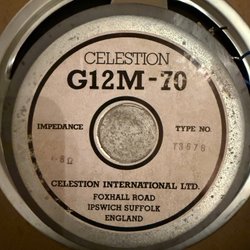 CELESTION
G12M-70
IMPEDANCE TYPE NO
8Ω T3678
CELESTION INTERNATIONAL LTD.
FOXHALL ROAD
IPSWICH SUFFOLK
ENGLAND